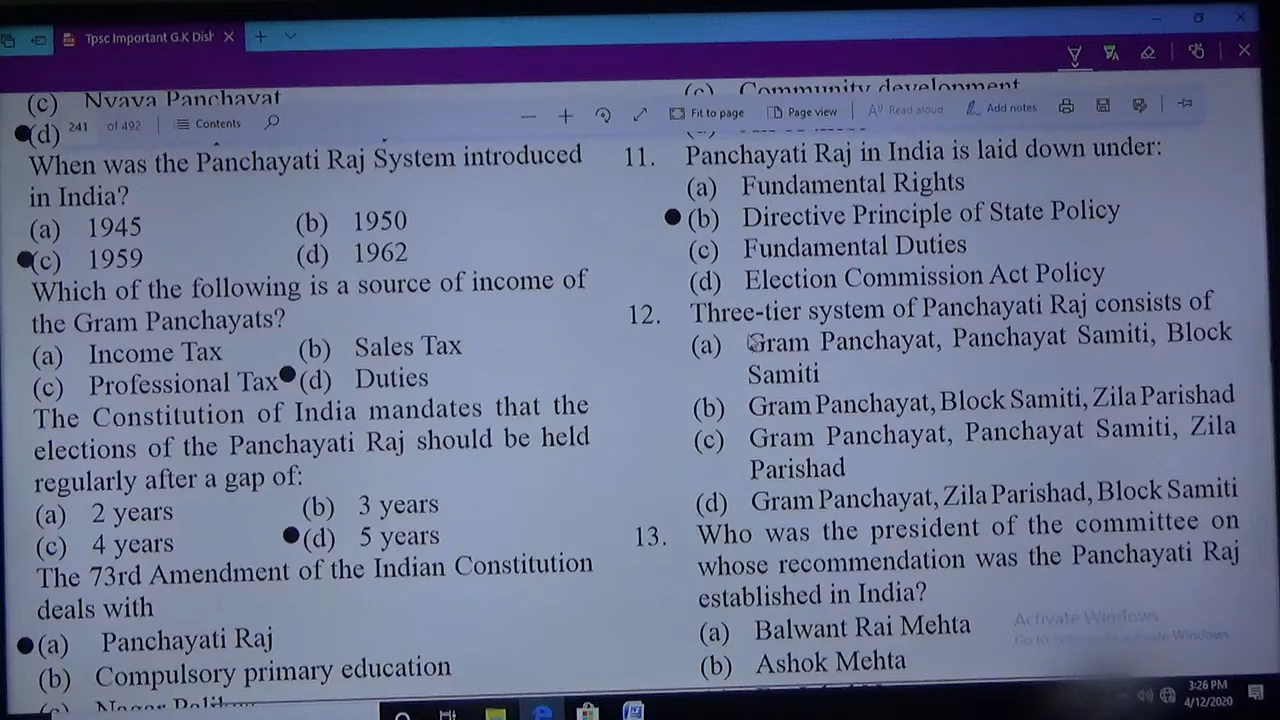 Tpsc Important G.K Dish
(c) Nyaya Panchayat
(d)
241 of 492 Contents
Fit to page Page view Read aloud Add notes
When was the Panchayati Raj System introduced
in India?
(a) 1945 (b) 1950
(c) 1959 (d) 1962
Which of the following is a source of income of
the Gram Panchayats?
(a) Income Tax (b) Sales Tax
(c) Professional Tax (d) Duties
The Constitution of India mandates that the
elections of the Panchayati Raj should be held
regularly after a gap of:
(a) 2 years (b) 3 years
(c) 4 years (d) 5 years
The 73rd Amendment of the Indian Constitution
deals with
(a) Panchayati Raj
(b) Compulsory primary education
(c) Community development
11. Panchayati Raj in India is laid down under:
(a) Fundamental Rights
(b) Directive Principle of State Policy
(c) Fundamental Duties
(d) Election Commission Act Policy
12. Three-tier system of Panchayati Raj consists of
(a) Gram Panchayat, Panchayat Samiti, Block
Samiti
(b) Gram Panchayat, Block Samiti, Zila Parishad
(c) Gram Panchayat, Panchayat Samiti, Zila
Parishad
(d) Gram Panchayat, Zila Parishad, Block Samiti
13. Who was the president of the committee on
whose recommendation was the Panchayati Raj
established in India?
(a) Balwant Rai Mehta
(b) Ashok Mehta
Activate Windows
3:26 PM
4/12/2020